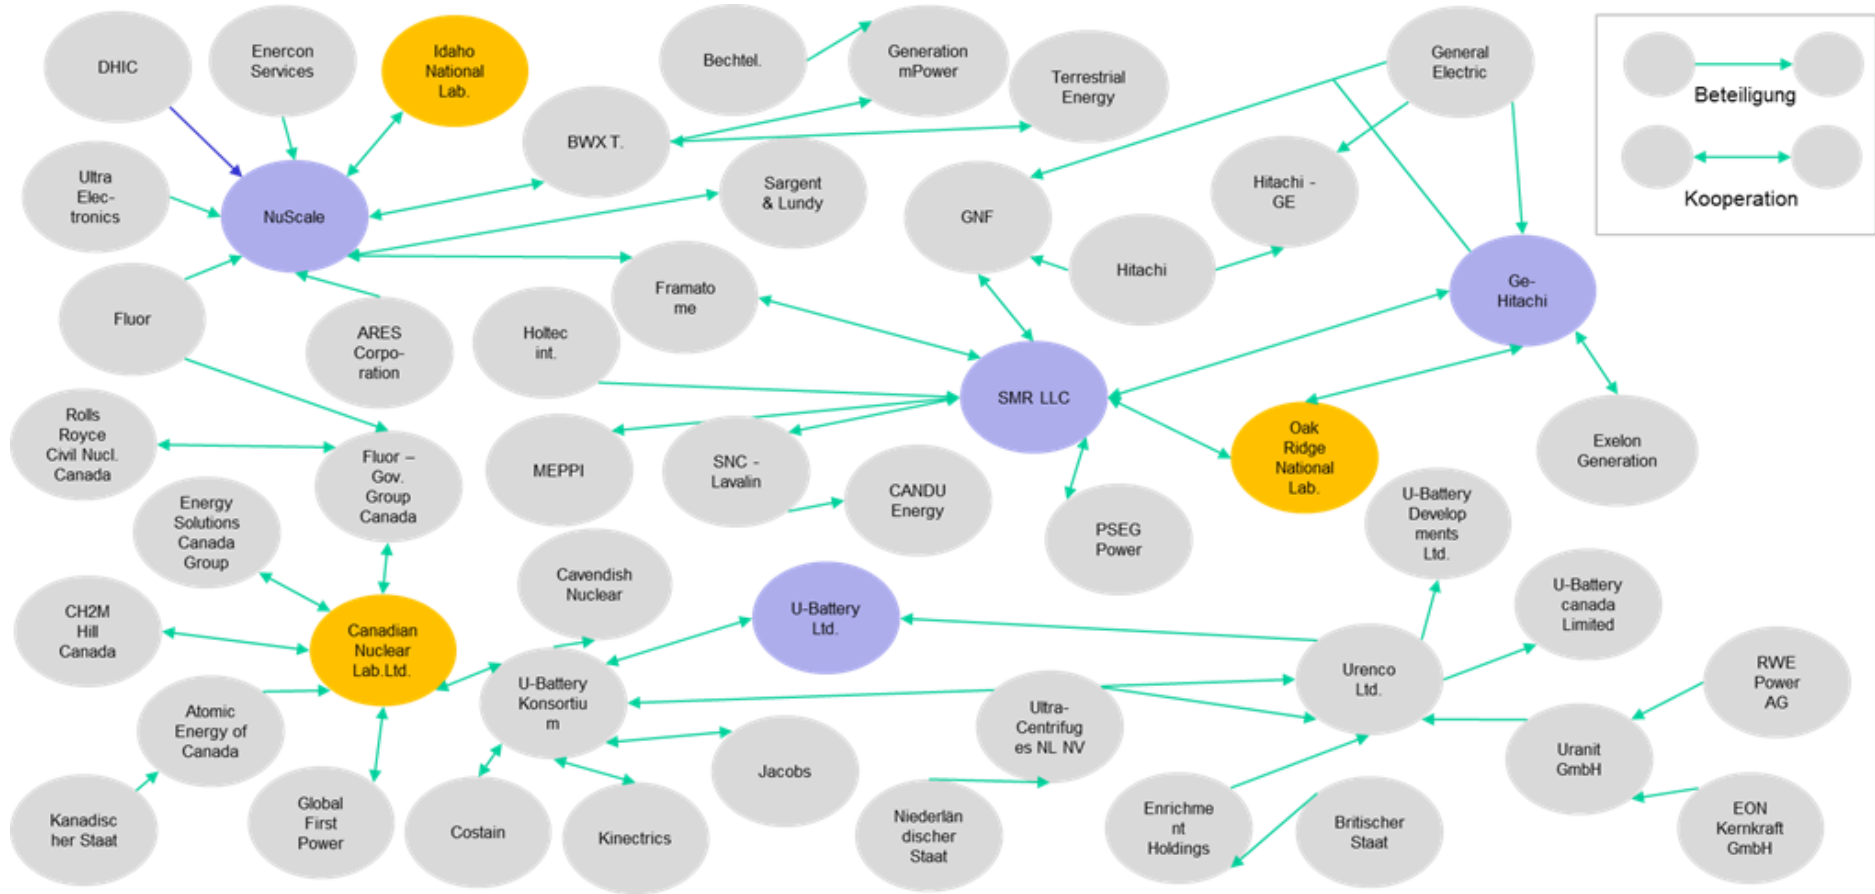 DHIC
Enercon
Services
Idaho
National
Lab.
Bechtel.
Generation
mPower
Terrestrial
Energy
General
Electric
Beteiligung
Kooperation
BWX T.
Ultra
Elec-
tronics
NuScale
Sargent
& Lundy
GNF
Hitachi -
GE
Hitachi
Ge-
Hitachi
Fluor
ARES
Corpo-
ration
Framato
me
Holtec
int.
SMR LLC
Rolls
Royce
Civil Nucl.
Canada
Fluor –
Gov.
Group
Canada
MEPPI
SNC -
Lavalin
CANDU
Energy
PSEG
Power
Oak
Ridge
National
Lab.
Exelon
Generation
Energy
Solutions
Canada
Group
U-Battery
Develop
ments
Ltd.
CH2M
Hill
Canada
Canadian
Nuclear
Lab.Ltd.
Cavendish
Nuclear
U-Battery
Ltd.
U-Battery
canada
Limited
Urenco
Ltd.
RWE
Power
AG
Atomic
Energy of
Canada
U-Battery
Konsortiu
m
Ultra-
Centrifug
es NL NV
Uranit
GmbH
Jacobs
Kanadisc
her Staat
Global
First
Power
Costain
Kinectrics
Niederlän
discher
Staat
Enrichme
nt
Holdings
Britischer
Staat
EON
Kernkraft
GmbH